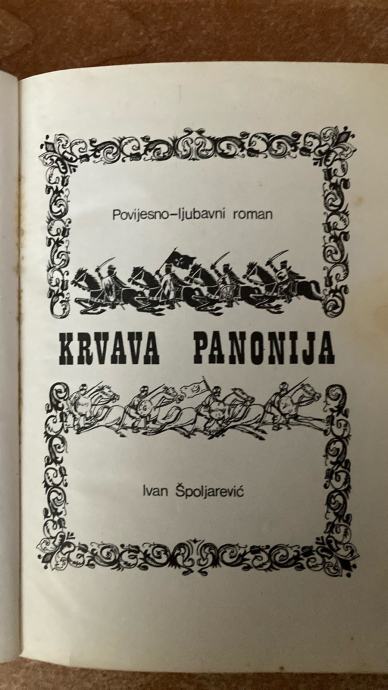 Povijesno-ljubavni roman
KRVAVA PANONIJA
Ivan Špoljarević